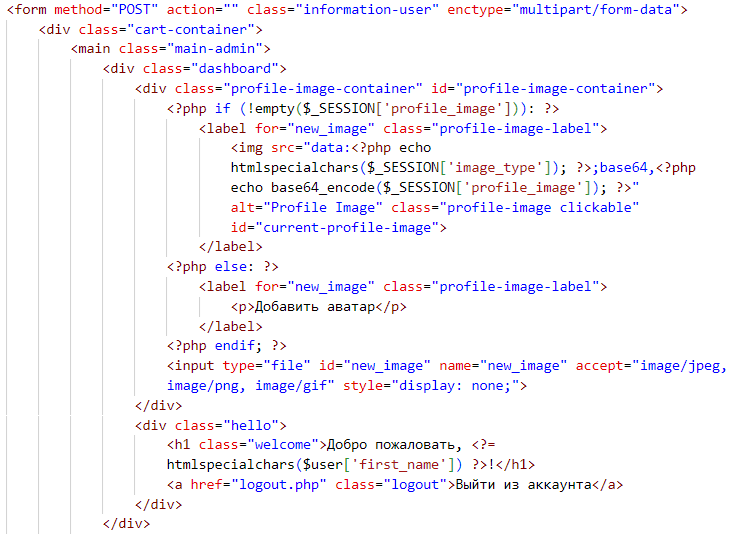 <form method="POST" action="" class="information-user" enctype="multipart/form-data">
<div class="cart-container">
<main class="main-admin">
<div class="dashboard">
<div class="profile-image-container" id="profile-image-container">
<?php if (!empty($_SESSION['profile_image'])): ?>
<label for="new_image" class="profile-image-label">
<img src="data:<?php echo
htmlspecialchars($_SESSION['image_type']); ?>;base64,<?php
echo base64_encode($_SESSION['profile_image']); ?>"
alt="Profile Image" class="profile-image clickable"
id="current-profile-image">
</label>
<?php else: ?>
<label for="new_image" class="profile-image-label">
<p>Добавить аватар</p>
</label>
<?php endif; ?>
<input type="file" id="new_image" name="new_image" accept="image/jpeg,
image/png, image/gif" style="display: none;">
</div>
<div class="hello">
<h1 class="welcome">Добро пожаловать, <?=
htmlspecialchars($user['first_name']) ?>!</h1>
<a href="logout.php" class="logout">Выйти из аккаунта</a>
</div>
</div>